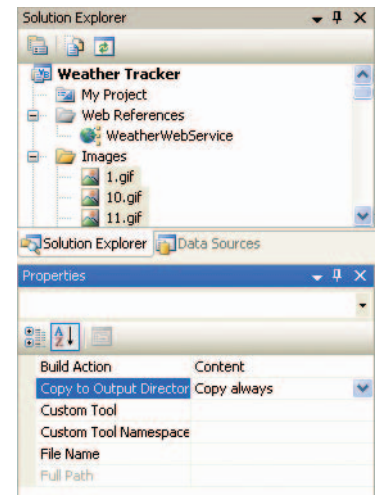 Solution Explorer
Weather Tracker
My Project
Web References
WeatherWebService
Images
1.gif
10.gif
11.gif
Solution Explorer Data Sources
Properties
Build Action Content
Copy to Output Director Copy always
Custom Tool
Custom Tool Namespace
File Name
Full Path